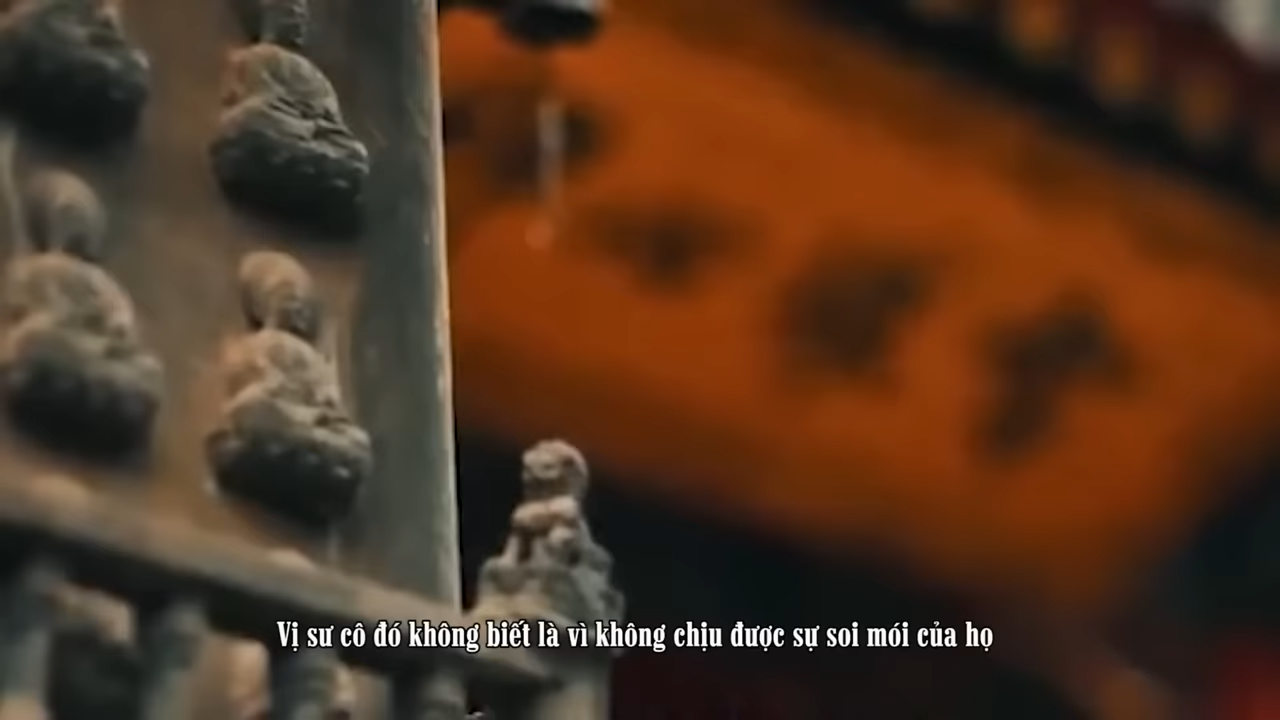 Vị sư cô đó không biết là vì không chịu được sự soi mói của họ